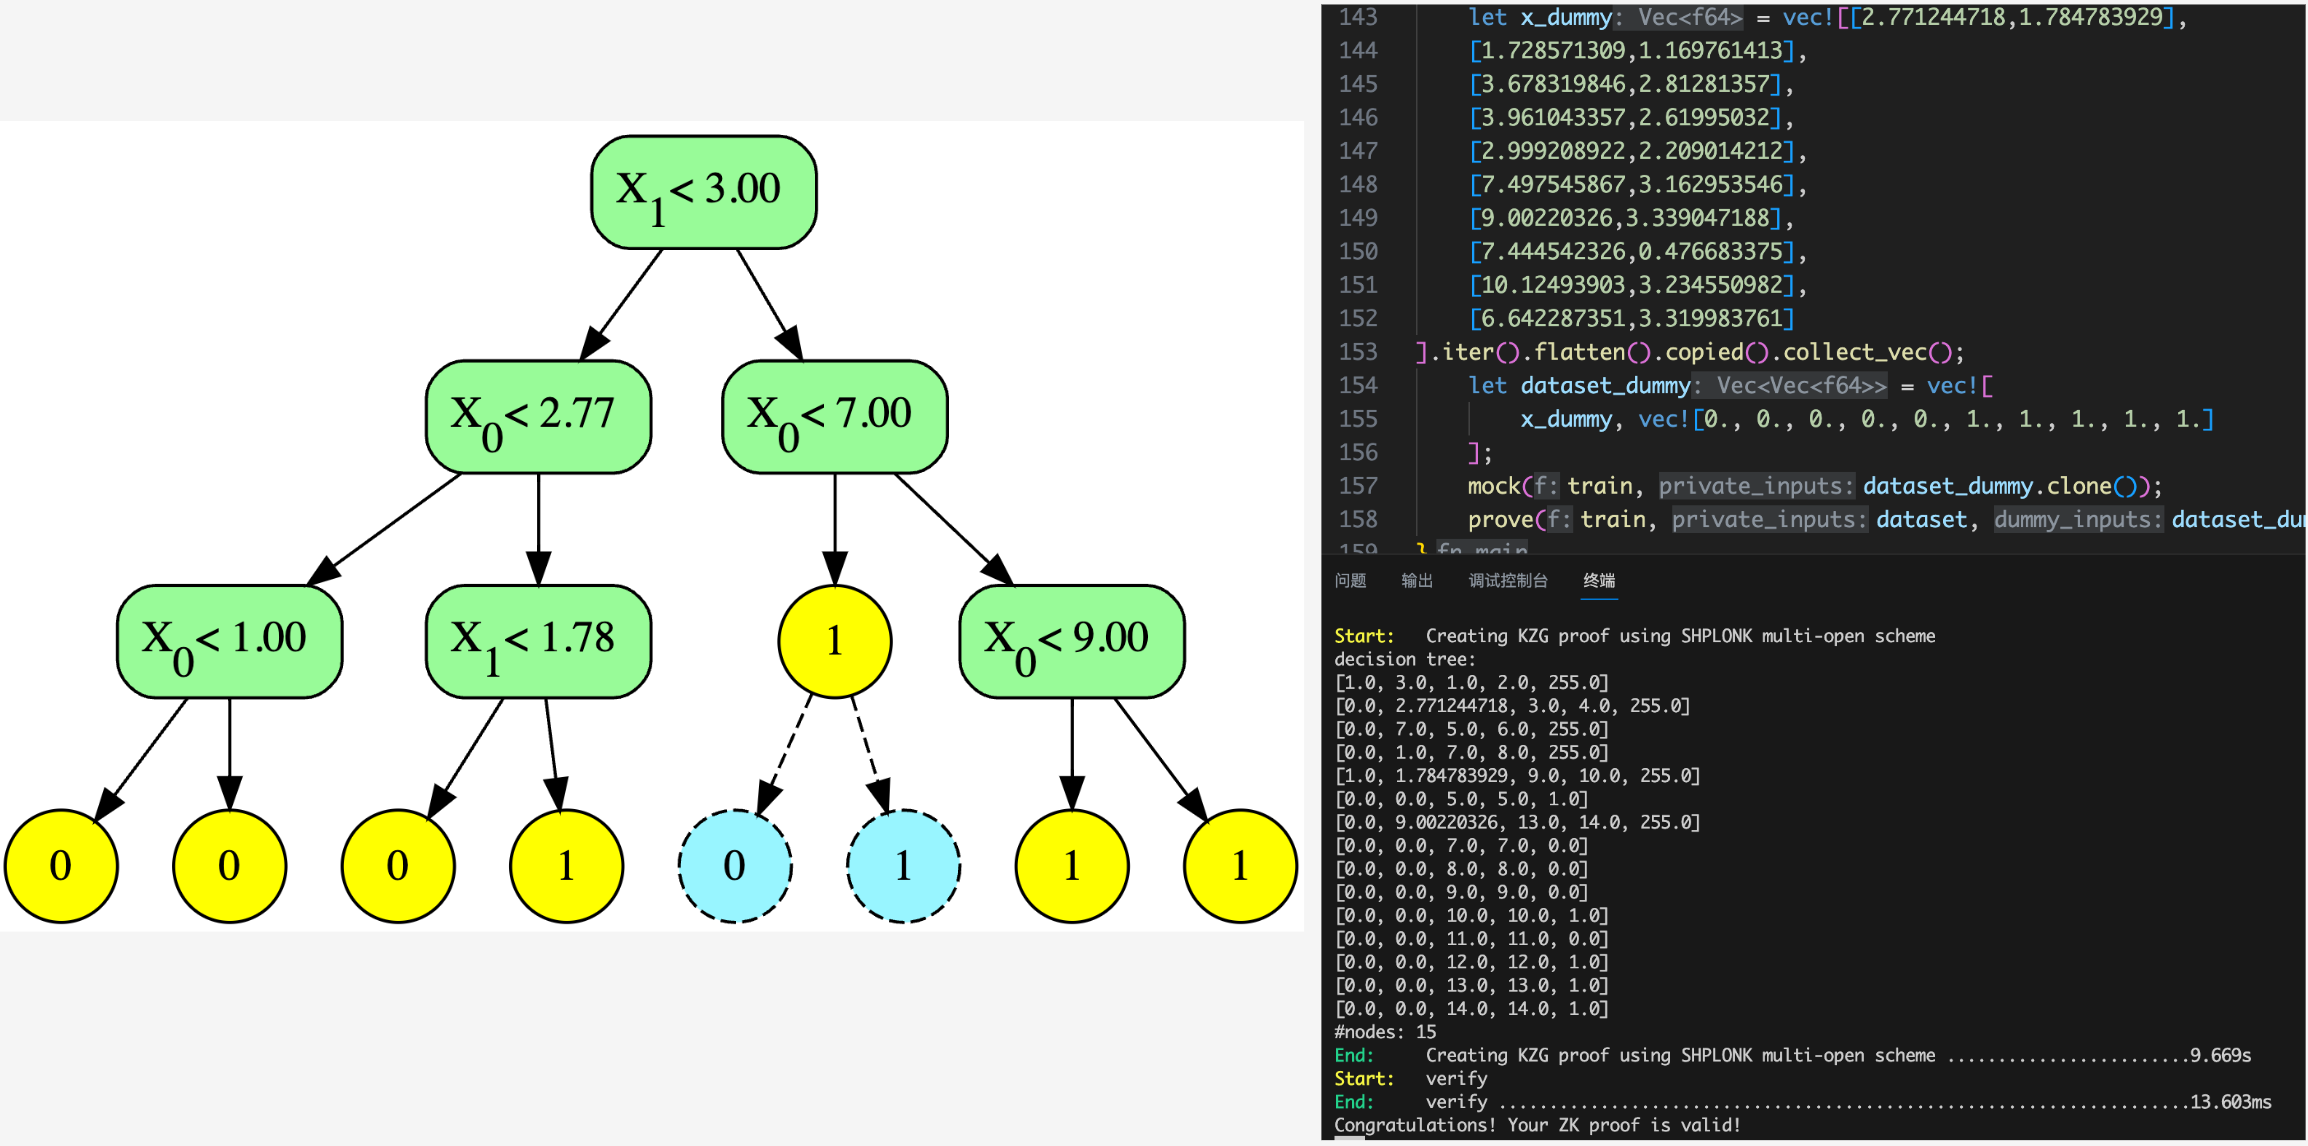 X1 < 3.00
X0 < 2.77
X0 < 7.00
X0 < 1.00
X1 < 1.78
1
X0 < 9.00
0
0
0
1
0
1
1
1
143 let x_dummy: Vec<f64> = vec![[2.771244718,1.784783929],
144 [1.728571309,1.169761413],
145 [3.678319846,2.81281357],
146 [3.961043357,2.61995032],
147 [2.999208922,2.209014212],
148 [7.497545867,3.162953546],
149 [9.00220326,3.339047188],
150 [7.444542326,0.476683375],
151 [10.12493903,3.234550982],
152 [6.642287351,3.319983761]
153 ].iter().flatten().copied().collect_vec();
154 let dataset_dummy: Vec<Vec<f64>> = vec![
155 x_dummy, vec![0., 0., 0., 0., 0., 1., 1., 1., 1., 1.]
156 ];
157 mock(f: train, private_inputs: dataset_dummy.clone());
158 prove(f: train, private_inputs: dataset, dummy_inputs: dataset_du
159 } fn main
问题 输出 调试控制台 终端
Start: Creating KZG proof using SHPLONK multi-open scheme
decision tree:
[1.0, 3.0, 1.0, 2.0, 255.0]
[0.0, 2.771244718, 3.0, 4.0, 255.0]
[0.0, 7.0, 5.0, 6.0, 255.0]
[0.0, 1.0, 7.0, 8.0, 255.0]
[1.0, 1.784783929, 9.0, 10.0, 255.0]
[0.0, 0.0, 5.0, 5.0, 1.0]
[0.0, 9.00220326, 13.0, 14.0, 255.0]
[0.0, 0.0, 7.0, 7.0, 0.0]
[0.0, 0.0, 8.0, 8.0, 0.0]
[0.0, 0.0, 9.0, 9.0, 0.0]
[0.0, 0.0, 10.0, 10.0, 1.0]
[0.0, 0.0, 11.0, 11.0, 0.0]
[0.0, 0.0, 12.0, 12.0, 1.0]
[0.0, 0.0, 13.0, 13.0, 1.0]
[0.0, 0.0, 14.0, 14.0, 1.0]
#nodes: 15
End: Creating KZG proof using SHPLONK multi-open scheme ........................9.669s
Start: verify
End: verify .....................................................................13.603ms
Congratulations! Your ZK proof is valid!